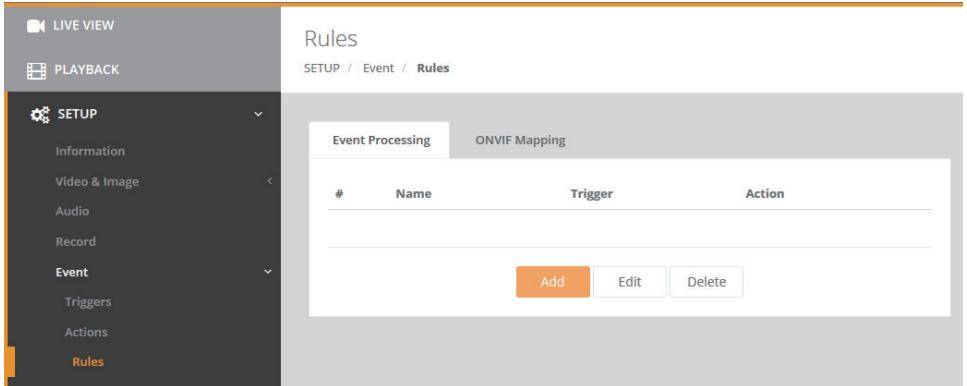 LIVE VIEW
PLAYBACK
SETUP
Information
Video & Image
Audio
Record
Event
Triggers
Actions
Rules
Rules
SETUP / Event / Rules
Event Processing ONVIF Mapping
# Name Trigger Action
Add Edit Delete